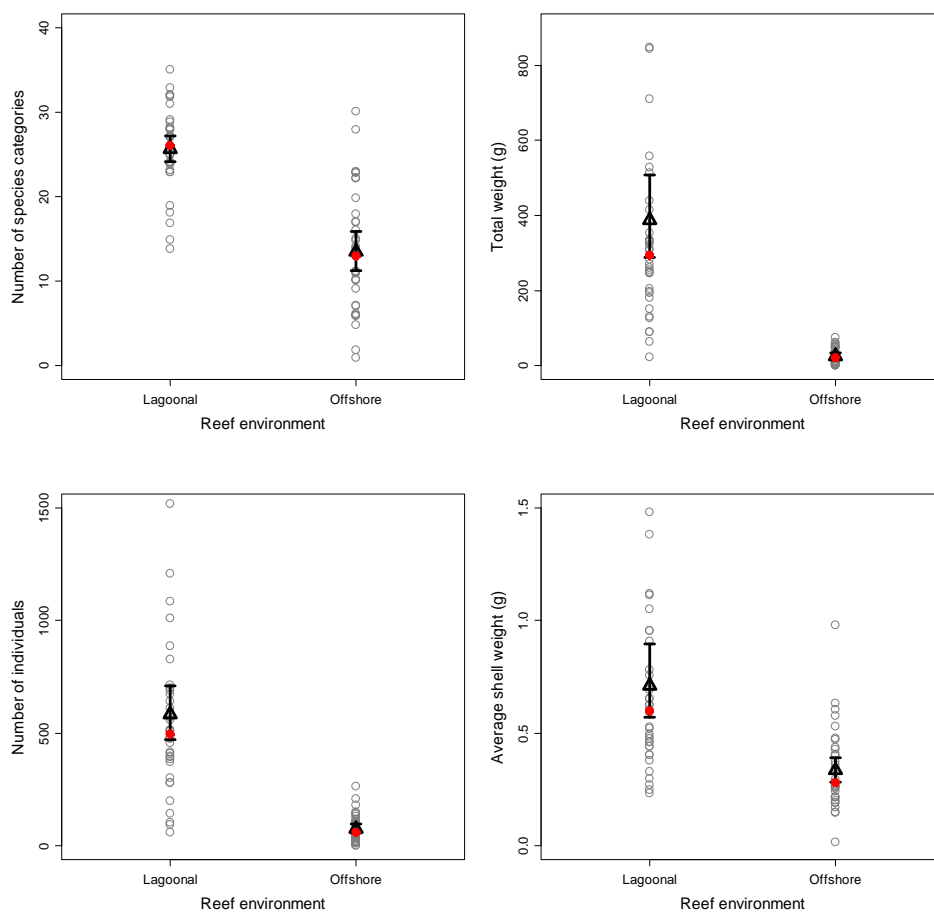 Number of species categories
40
30
20
10
0
Lagoonal Offshore
Reef environment
Total weight (g)
800
600
400
200
0
Lagoonal Offshore
Reef environment
Number of individuals
1500
1000
500
0
Lagoonal Offshore
Reef environment
Average shell weight (g)
1.5
1.0
0.5
0.0
Lagoonal Offshore
Reef environment